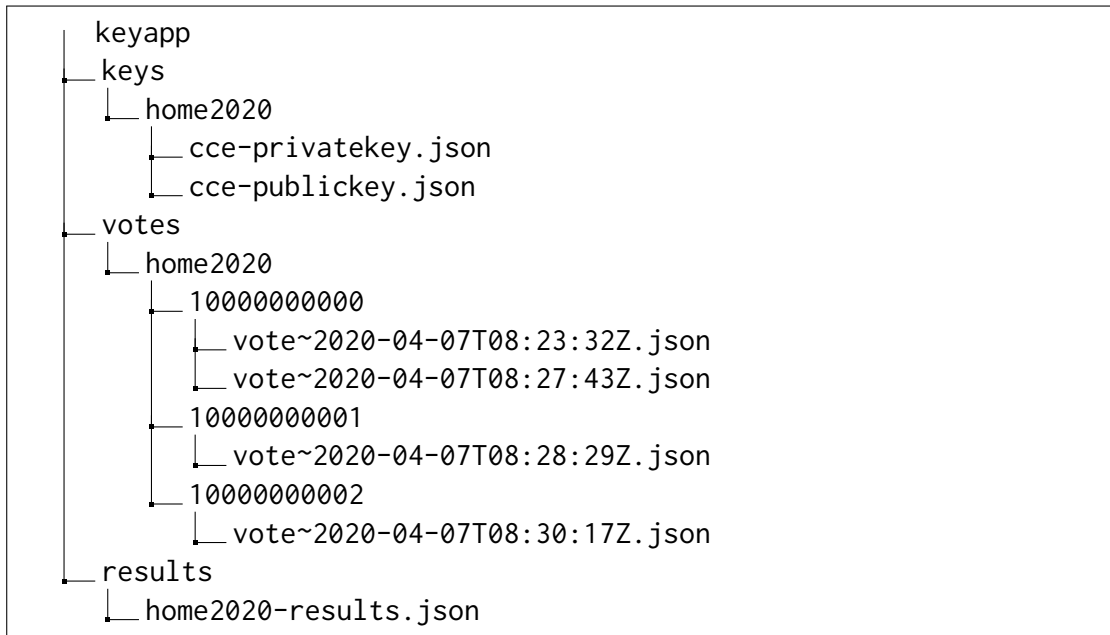 keyapp
keys
home2020
cce-privatekey.json
cce-publickey.json
votes
home2020
10000000000
vote~2020-04-07T08:23:32Z.json
vote~2020-04-07T08:27:43Z.json
10000000001
vote~2020-04-07T08:28:29Z.json
10000000002
vote~2020-04-07T08:30:17Z.json
results
home2020-results.json